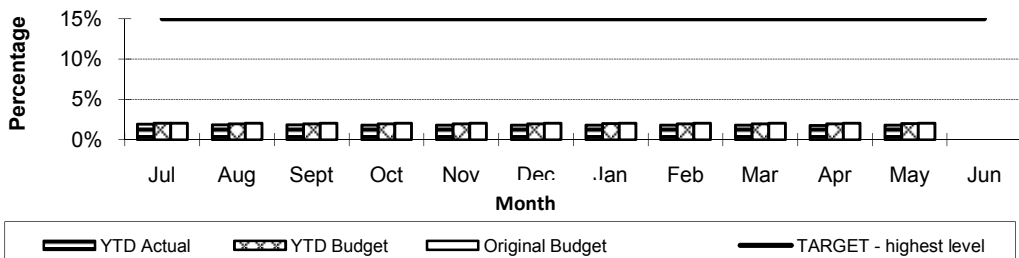 15%
10%
5%
0%
Percentage
Jul Aug Sept Oct Nov Dec Jan Feb Mar Apr May Jun
Month
YTD Actual YTD Budget Original Budget TARGET - highest level